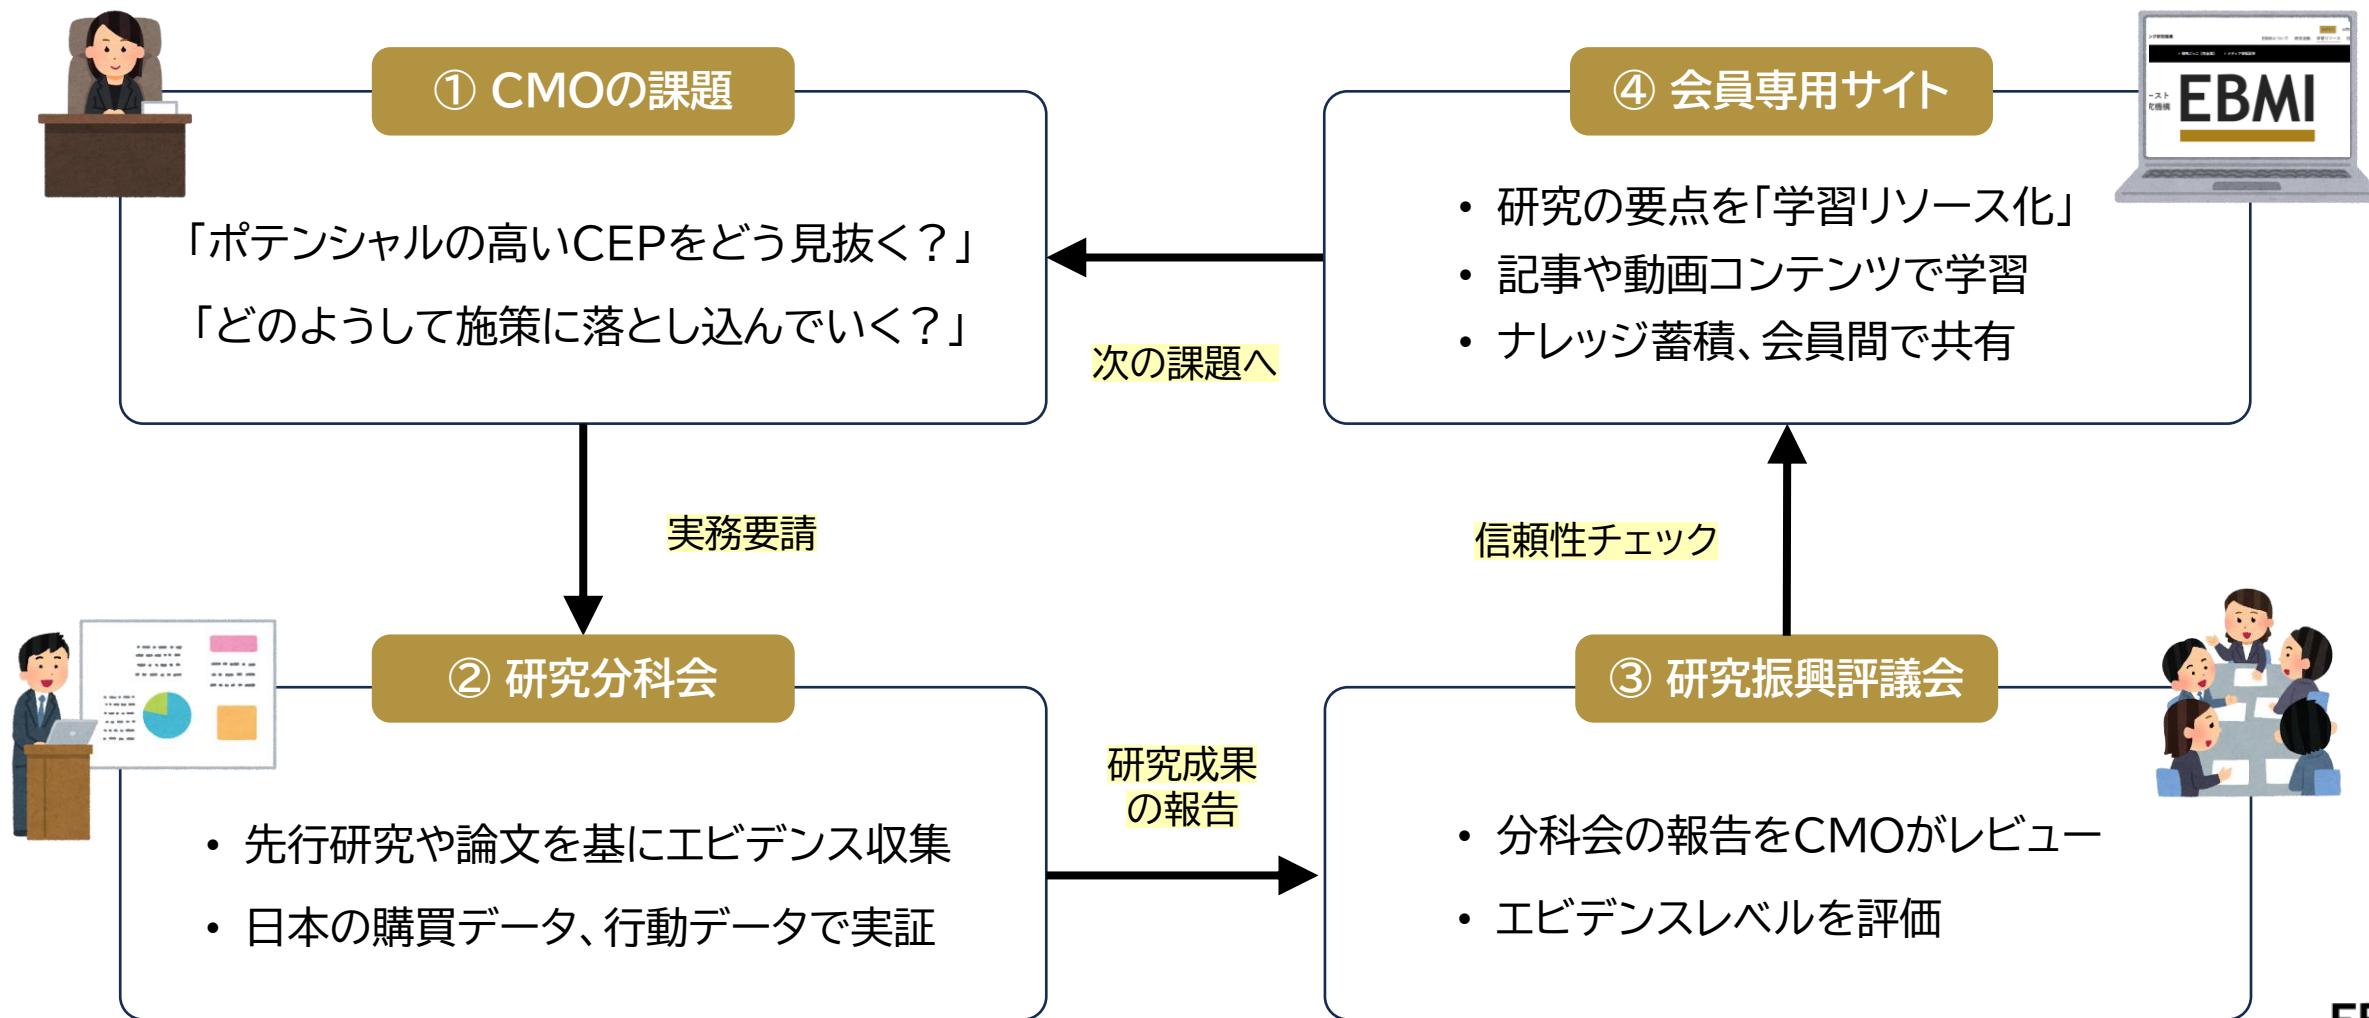 ① CMOの課題
「ポテンシャルの高いCEPをどう見抜く？」
「どのようして施策に落とし込んでいく？」
実務要請
② 研究分科会
• 先行研究や論文を基にエビデンス収集
• 日本の購買データ、行動データで実証
研究成果
の報告
③ 研究振興評議会
• 分科会の報告をCMOがレビュー
• エビデンスレベルを評価
信頼性チェック
④ 会員専用サイト
EBMI
• 研究の要点を「学習リソース化」
• 記事や動画コンテンツで学習
• ナレッジ蓄積、会員間で共有
次の課題へ